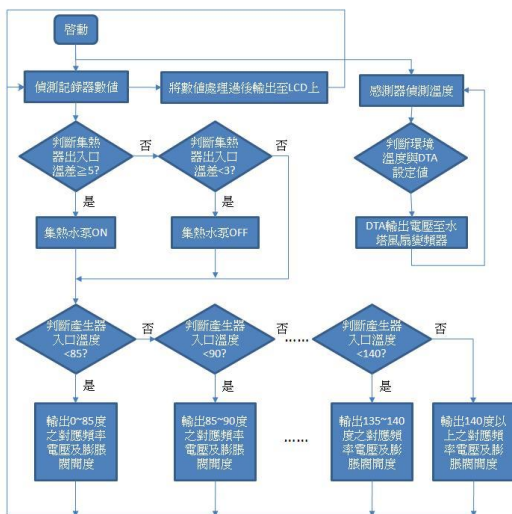 啓動
偵測記錄器數值
將數值處理過後輸出至LCD上
感測器偵測溫度
判斷集熱
器出入口
溫差≧5?
否
判斷集熱
器出入口
溫差<3?
否
判斷環境
溫度與DTA
設定值
是
是
集熱水泵ON
集熱水泵OFF
DTA輸出電壓至水
塔風扇變頻器
判斷產生器
入口溫度
<85?
否
判斷產生器
入口溫度
<90?
否
……
判斷產生器
入口溫度
<140?
否
是
是
是
輸出0~85度
之對應頻率
電壓及膨脹
閥開度
輸出85~90度
之對應頻率
電壓及膨脹
閥開度
……
輸出135~140
度之對應頻
率電壓及膨
脹閥開度
輸出140度以
上之對應頻
率電壓及膨
脹閥開度